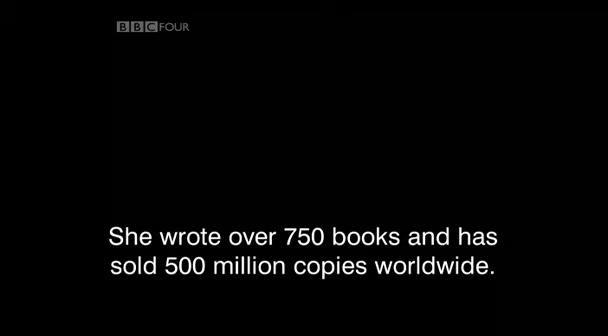 BBC FOUR
She wrote over 750 books and has
sold 500 million copies worldwide.